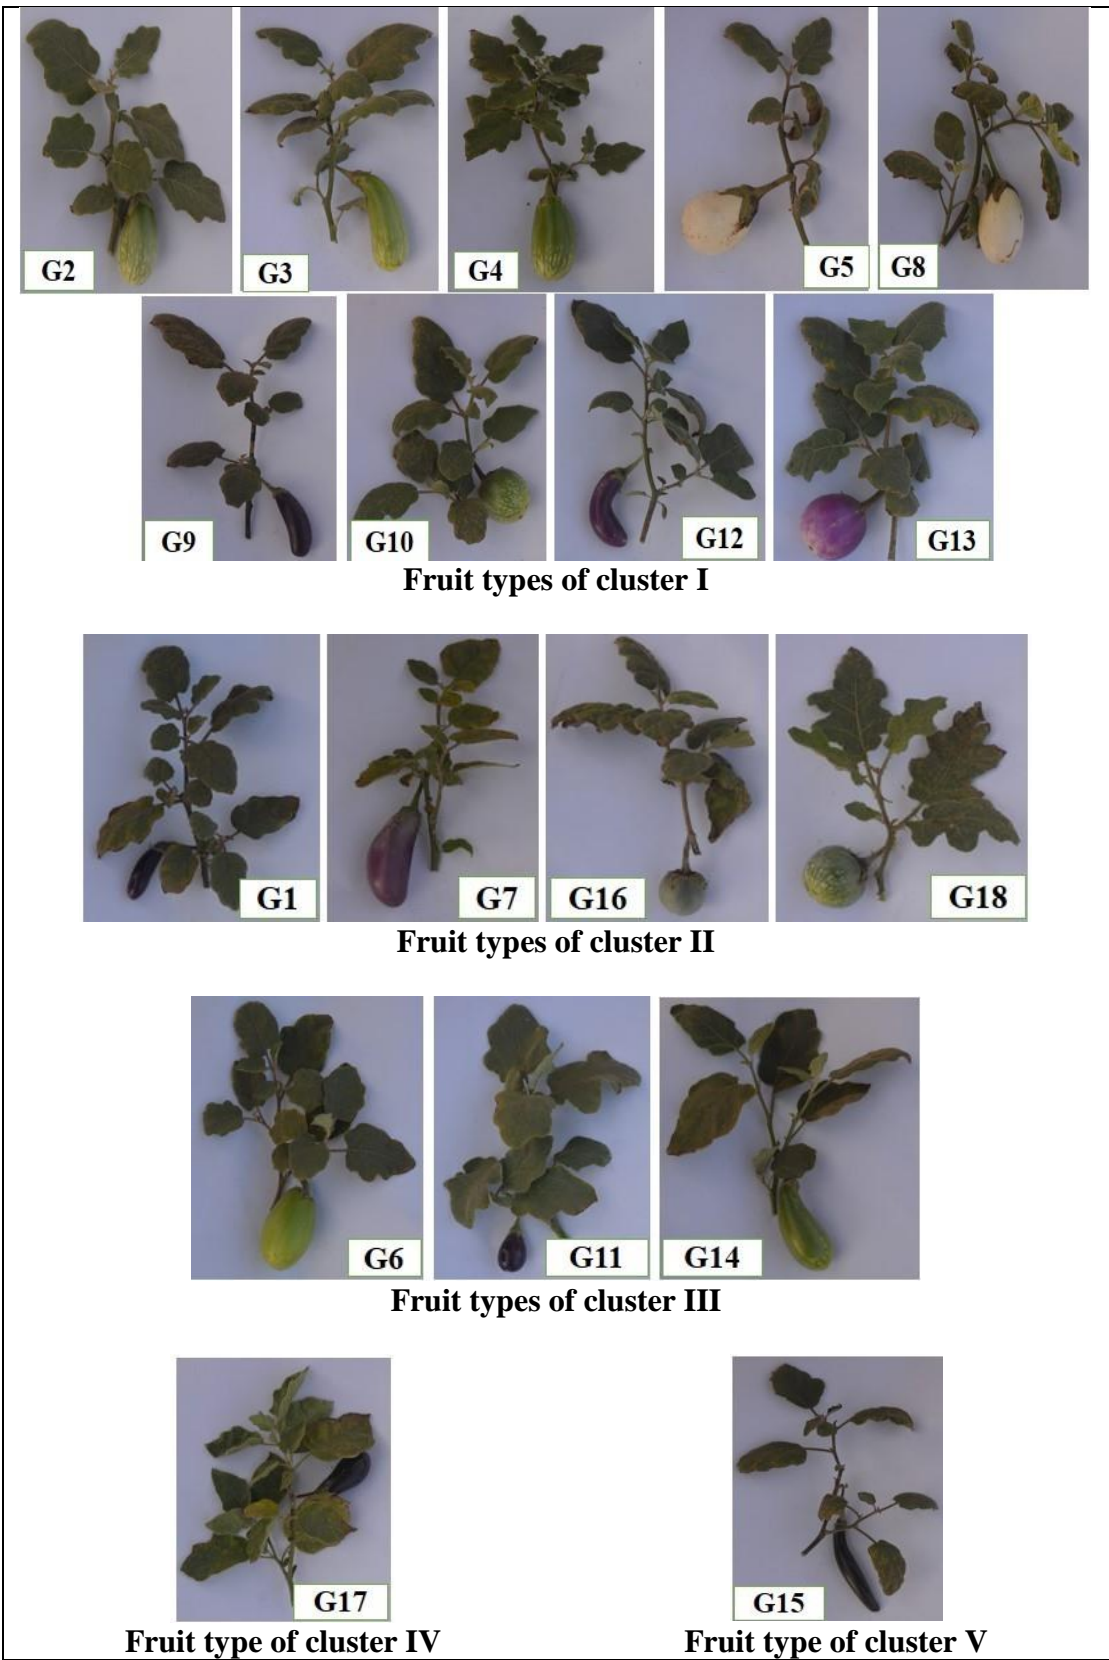 G2
G3
G4
G5
G8
G9
G10
G12
G13
Fruit types of cluster I
G1
G7
G16
G18
Fruit types of cluster II
G6
G11
G14
Fruit types of cluster III
G17
G15
Fruit type of cluster IV
Fruit type of cluster V